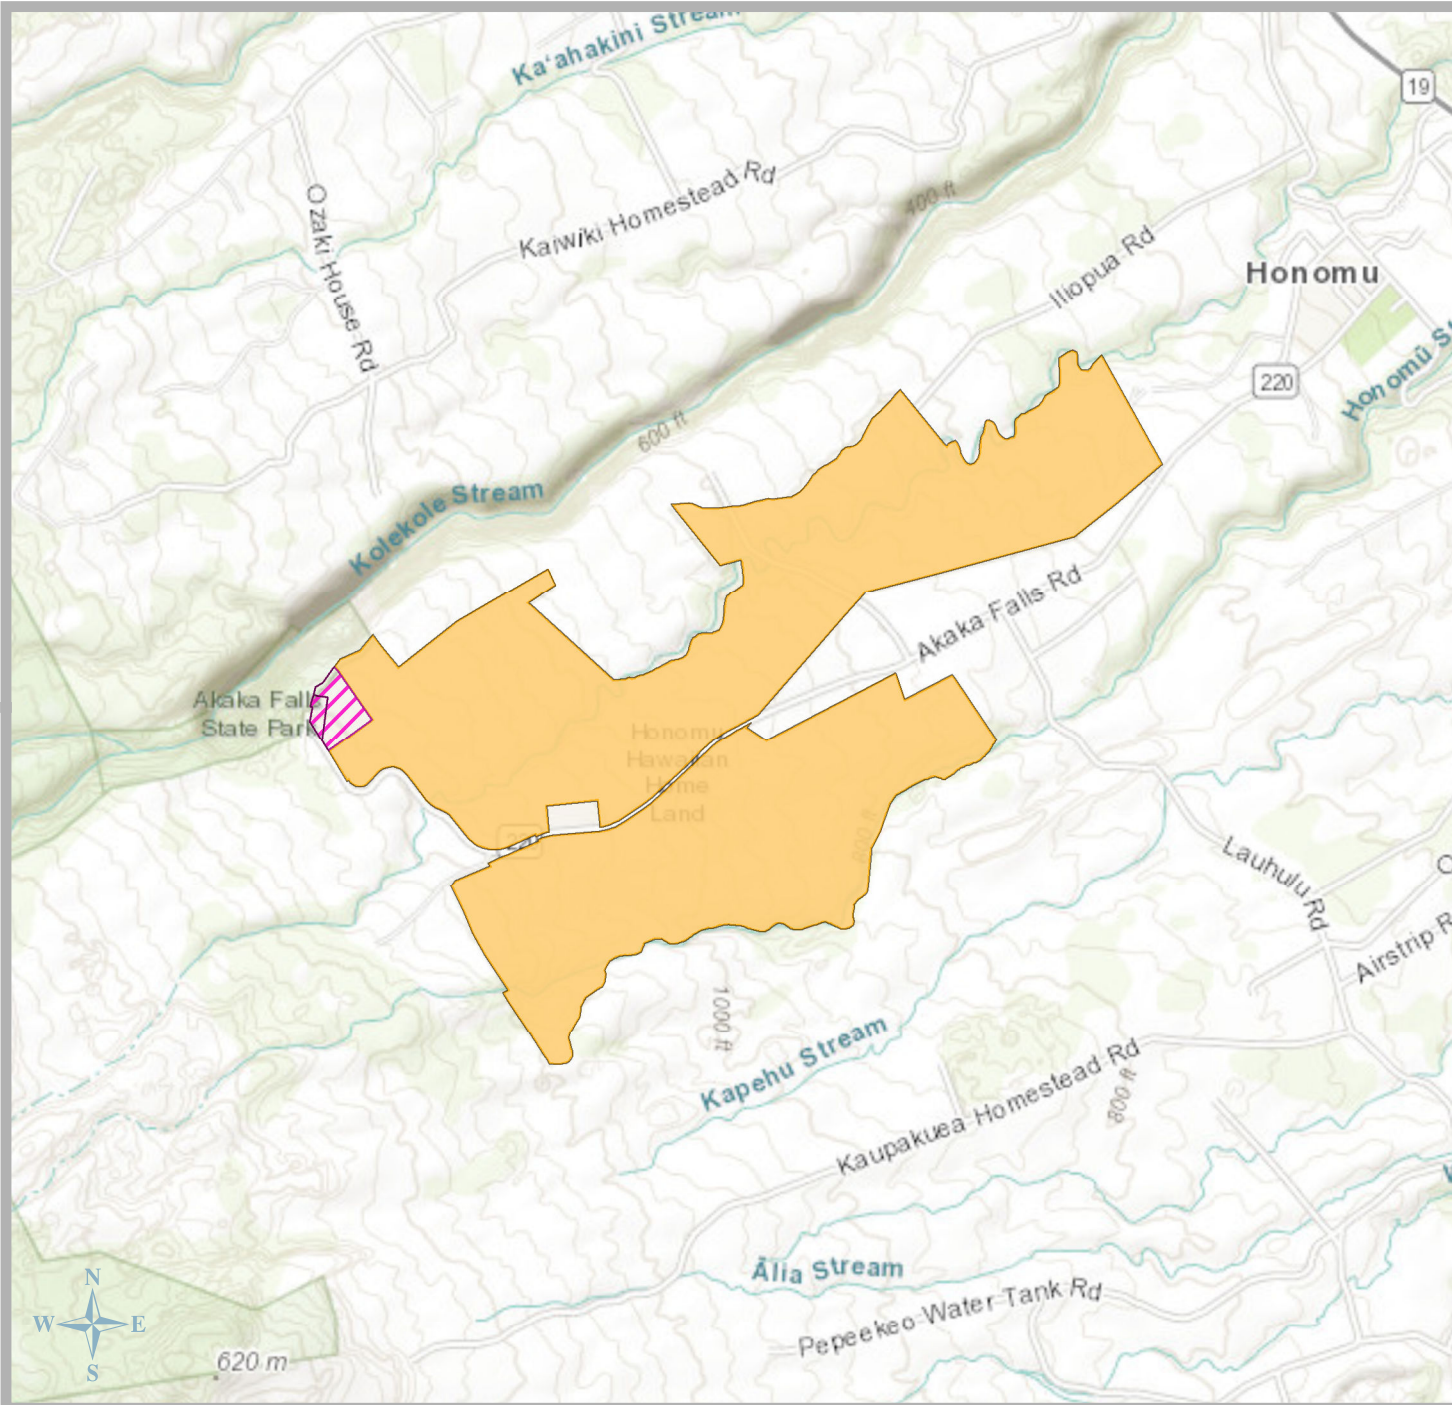 Ka'ahakini Stream
19
Kaiwiki Homestead Rd
Ozaki House Rd
400 ft
Iliopua Rd
Honomu
220
Honomū
600 ft
Kolekole Stream
Akaka Falls Rd
Akaka Falls
State Park
Honomu
Hawaiian
Home
Land
220
800 ft
Lauhulu Rd
Airstrip R
1000 ft
Kapehu Stream
Kaupakuea Homestead Rd
800 ft
Ālia Stream
Pepeekeo Water Tank Rd
N
W
E
S
620 m